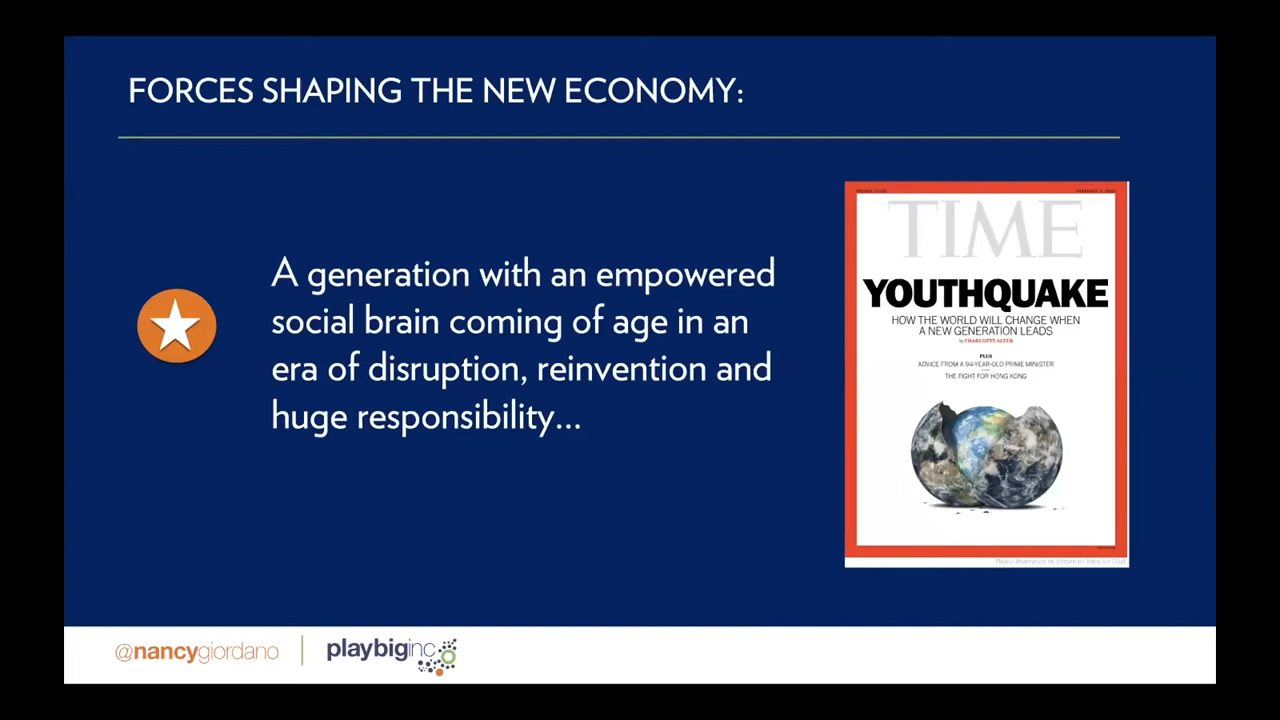 FORCES SHAPING THE NEW ECONOMY:
A generation with an empowered
social brain coming of age in an
era of disruption, reinvention and
huge responsibility...
TIME
YOUTHQUAKE
HOW THE WORLD WILL CHANGE WHEN
A NEW GENERATION LEADS
by CHARLOTTE ALTER
PLUS
ADVICE FROM A 94-YEAR-OLD PRIME MINISTER
THE FIGHT FOR HONG KONG
@nancygiordano
playbiginc